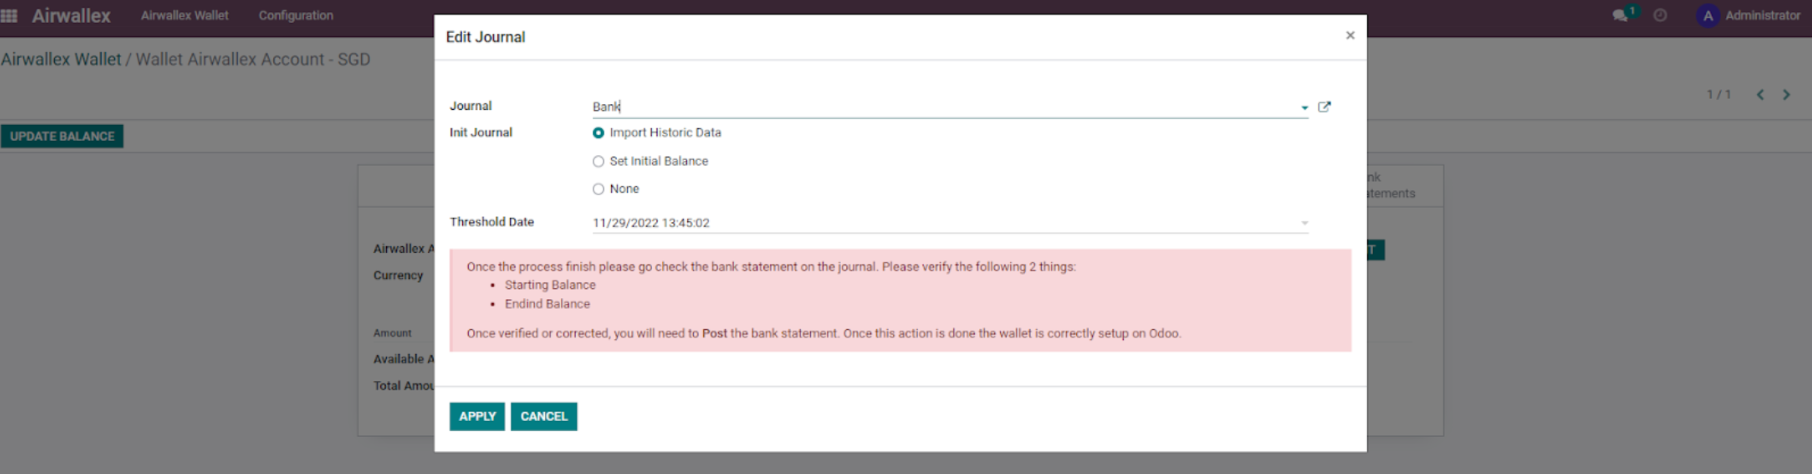 Airwallex Airwallex Wallet Configuration 1 A Administrator
Airwallex Wallet / Wallet Airwallex Account - SGD
1 / 1
UPDATE BALANCE
Edit Journal ×
Journal Bank
Init Journal Import Historic Data
Set Initial Balance
None
Threshold Date 11/29/2022 13:45:02
Once the process finish please go check the bank statement on the journal. Please verify the following 2 things:
• Starting Balance
• Endind Balance
Once verified or corrected, you will need to Post the bank statement. Once this action is done the wallet is correctly setup on Odoo.
APPLY CANCEL
Airwallex A
Currency
Amount
Available A
Total Amou
nk
tements
T